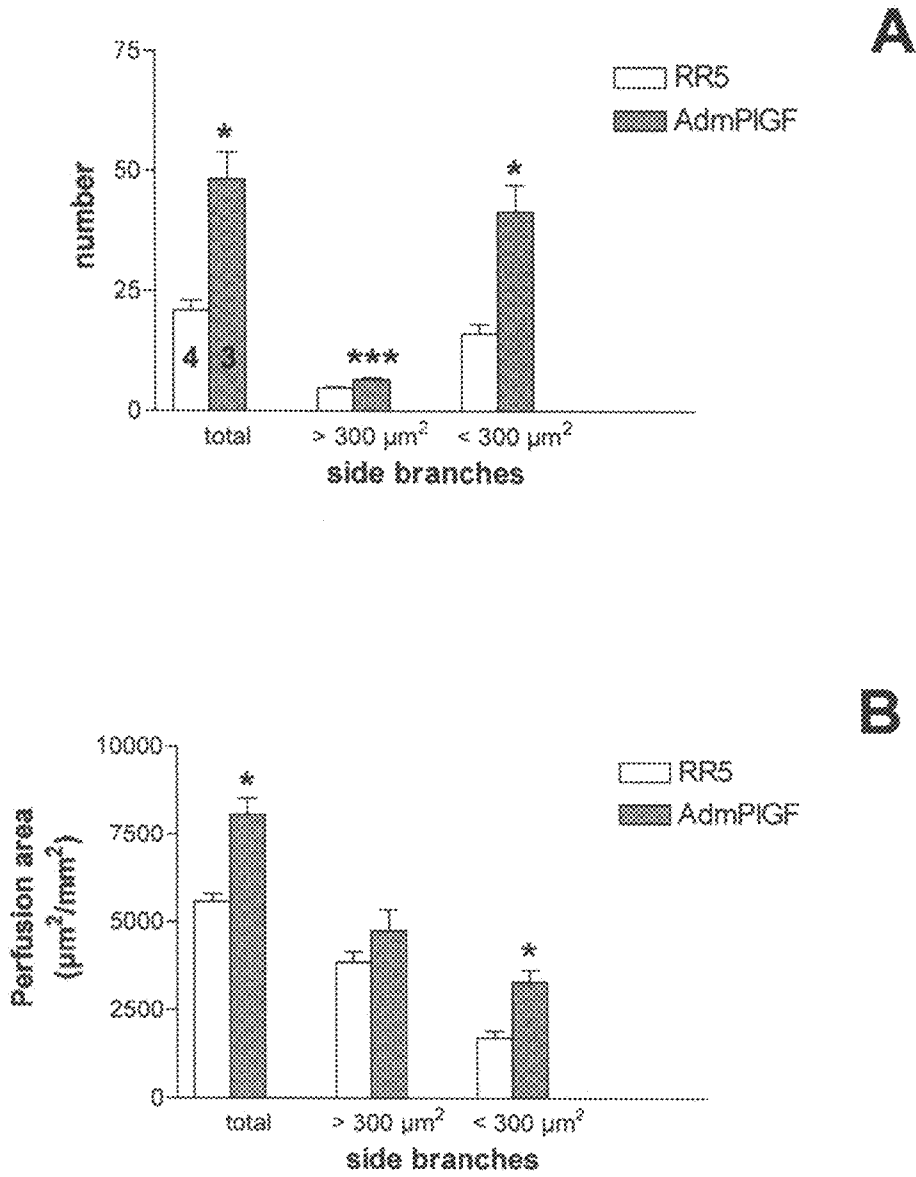 A
75
RR5
AdmPlGF
*
50
*
number
25
4 3
***
0
total > 300 µm² < 300 µm²
side branches
B
10000
RR5
AdmPlGF
*
7500
Perfusion area
(µm²/mm²)
5000
*
2500
0
total > 300 µm² < 300 µm²
side branches